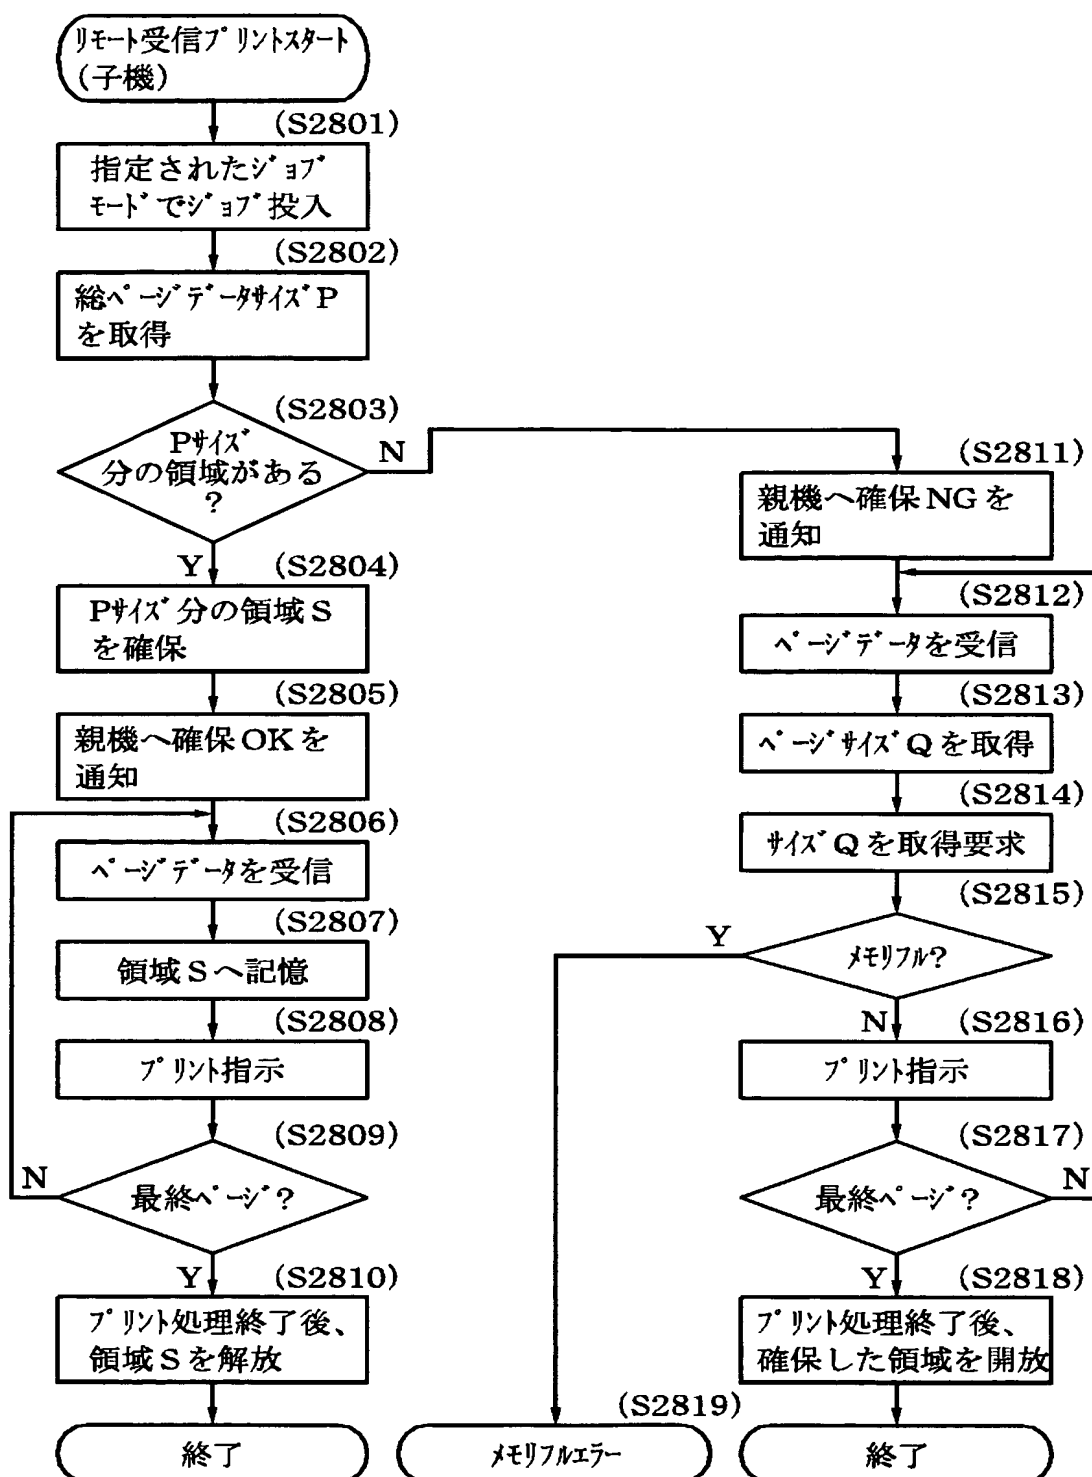 リモート受信プリントスタート
(子機)
(S2801)
指定されたジョブ
モードでジョブ投入
(S2802)
総ページデータサイズP
を取得
(S2803)
Pサイズ
分の領域がある
?
N
Y
(S2804)
Pサイズ分の領域S
を確保
(S2805)
親機へ確保OKを
通知
(S2806)
ページデータを受信
(S2807)
領域Sへ記憶
(S2808)
プリント指示
(S2809)
最終ページ?
N
Y
(S2810)
プリント処理終了後、
領域Sを解放
終了
(S2811)
親機へ確保NGを
通知
(S2812)
ページデータを受信
(S2813)
ページサイズQを取得
(S2814)
サイズQを取得要求
(S2815)
メモリフル?
Y
N
(S2816)
プリント指示
(S2817)
最終ページ?
N
Y
(S2818)
プリント処理終了後、
確保した領域を開放
終了
(S2819)
メモリフルエラー